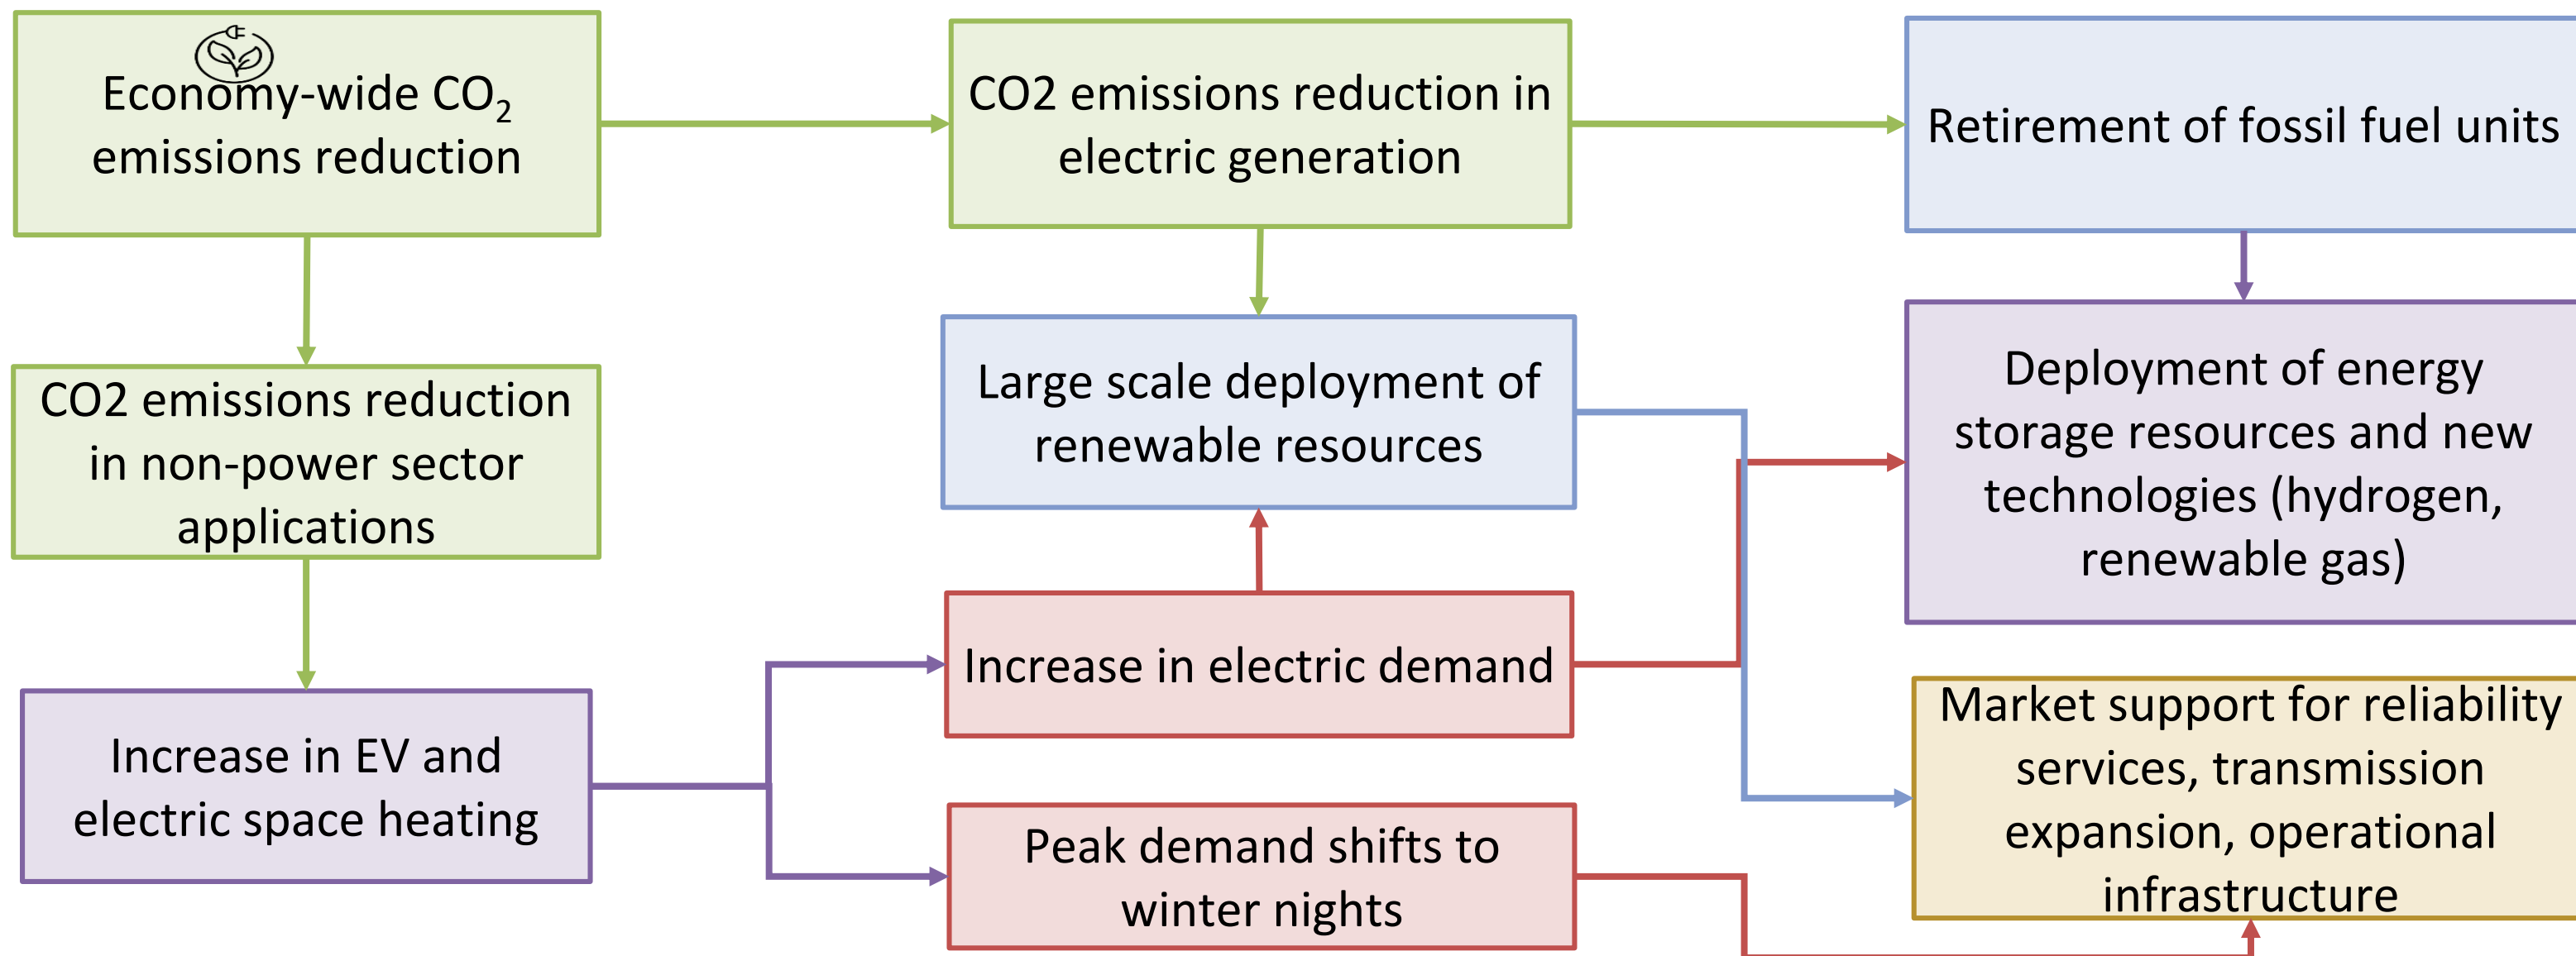 Economy-wide CO₂
emissions reduction
CO2 emissions reduction in
electric generation
Retirement of fossil fuel units
CO2 emissions reduction
in non-power sector
applications
Large scale deployment of
renewable resources
Deployment of energy
storage resources and new
technologies (hydrogen,
renewable gas)
Increase in EV and
electric space heating
Increase in electric demand
Peak demand shifts to
winter nights
Market support for reliability
services, transmission
expansion, operational
infrastructure